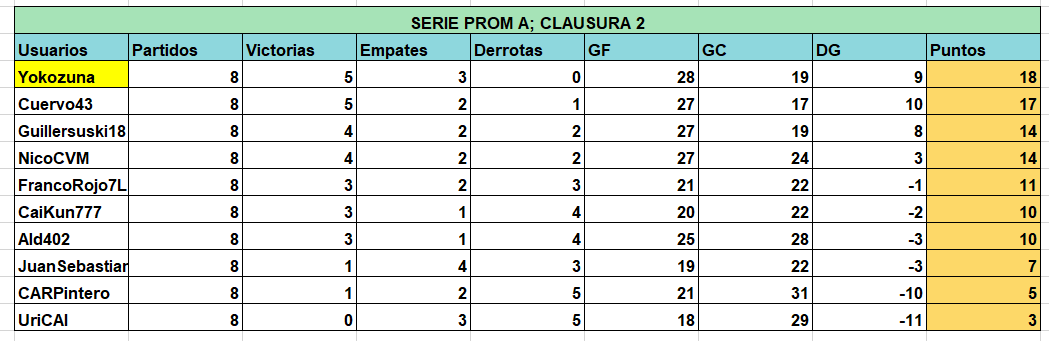 SERIE PROM A; CLAUSURA 2
Usuarios Partidos Victorias Empates Derrotas GF GC DG Puntos
Yokozuna 8 5 3 0 28 19 9 18
Cuervo43 8 5 2 1 27 17 10 17
Guillersuski18 8 4 2 2 27 19 8 14
NicoCVM 8 4 2 2 27 24 3 14
FrancoRojo7L 8 3 2 3 21 22 -1 11
CaiKun777 8 3 1 4 20 22 -2 10
Ald402 8 3 1 4 25 28 -3 10
JuanSebastian 8 1 4 3 19 22 -3 7
CARPintero 8 1 2 5 21 31 -10 5
UriCAI 8 0 3 5 18 29 -11 3